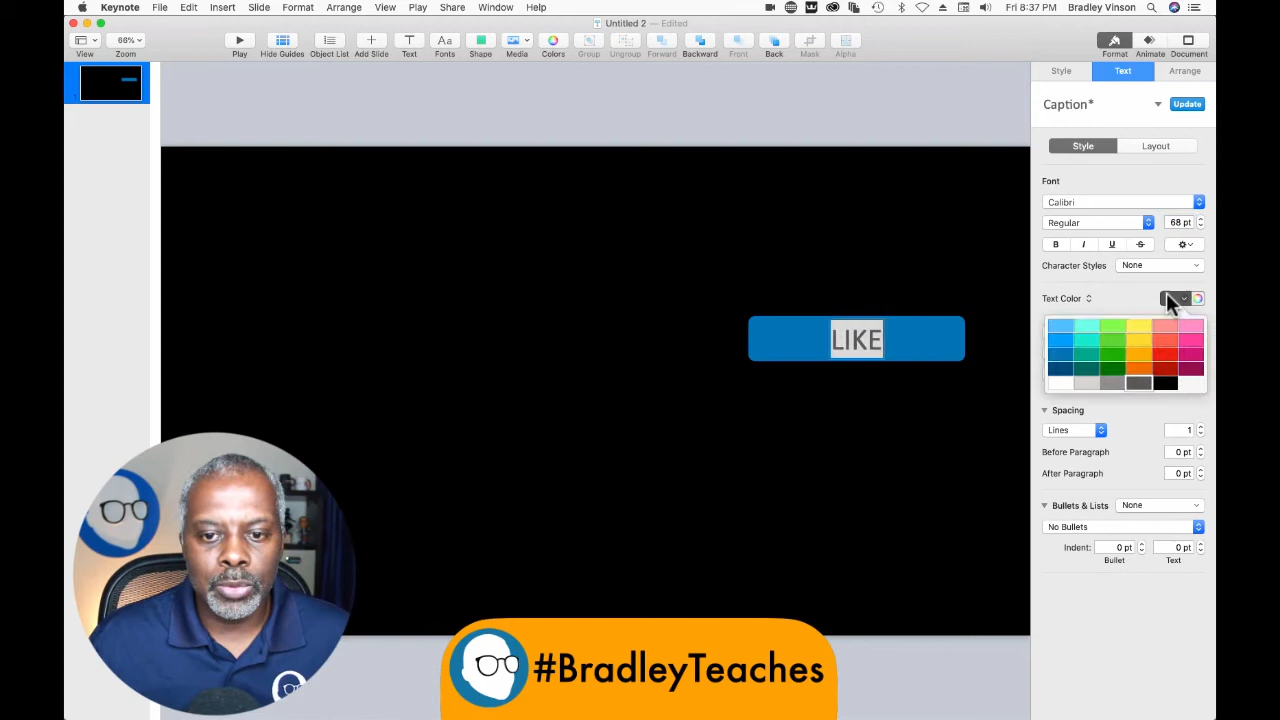 Keynote File Edit Insert Slide Format Arrange View Play Share Window Help Fri 8:37 PM Bradley Vinson
Untitled 2 — Edited
66%
View Zoom Play Hide Guides Object List Add Slide Text Fonts Shape Media Colors Group Ungroup Forward Backward Front Back Mask Alpha Format Animate Document
Style Text Arrange
Caption* Update
Style Layout
Font
Calibri
Regular 68 pt
B I U S
Character Styles None
Text Color
LIKE
Spacing
Lines 1
Before Paragraph 0 pt
After Paragraph 0 pt
Bullets & Lists None
No Bullets
Indent: 0 pt 0 pt
Bullet Text
#BradleyTeaches